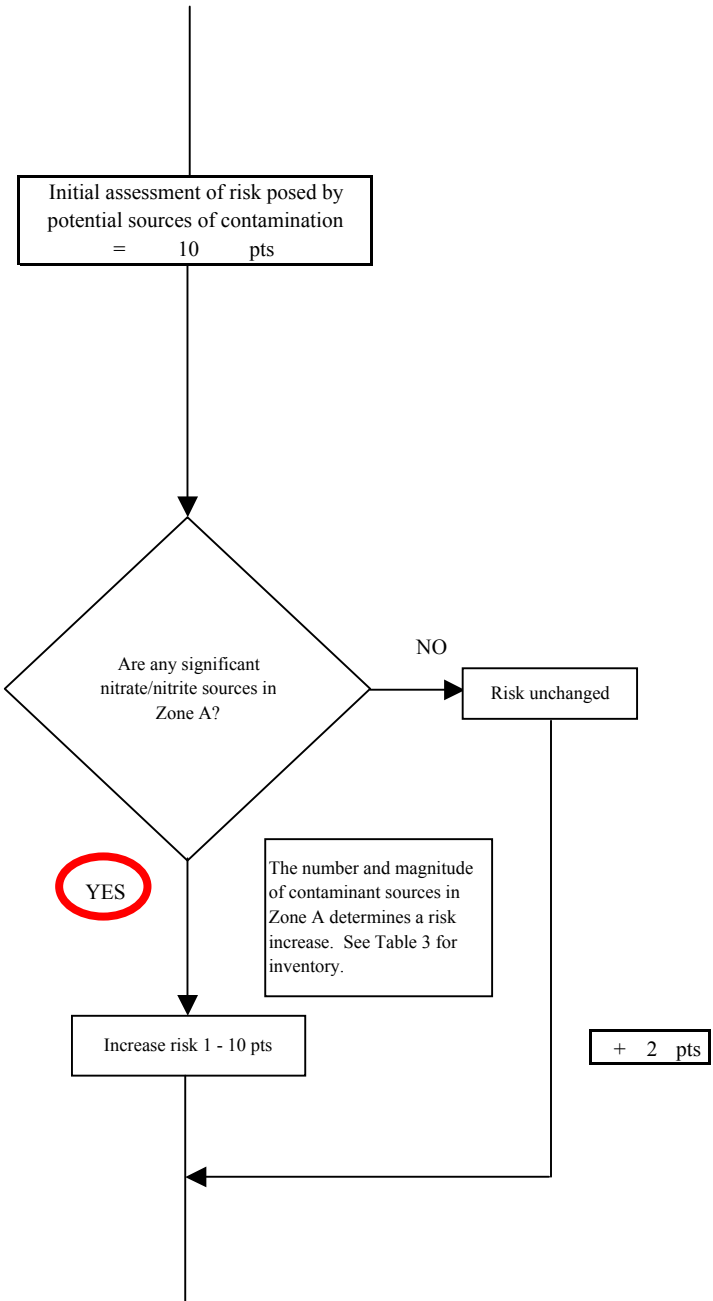 Initial assessment of risk posed by
potential sources of contamination
= 10 pts
Are any significant
nitrate/nitrite sources in
Zone A?
NO
Risk unchanged
YES
The number and magnitude
of contaminant sources in
Zone A determines a risk
increase. See Table 3 for
inventory.
Increase risk 1 - 10 pts
+ 2 pts